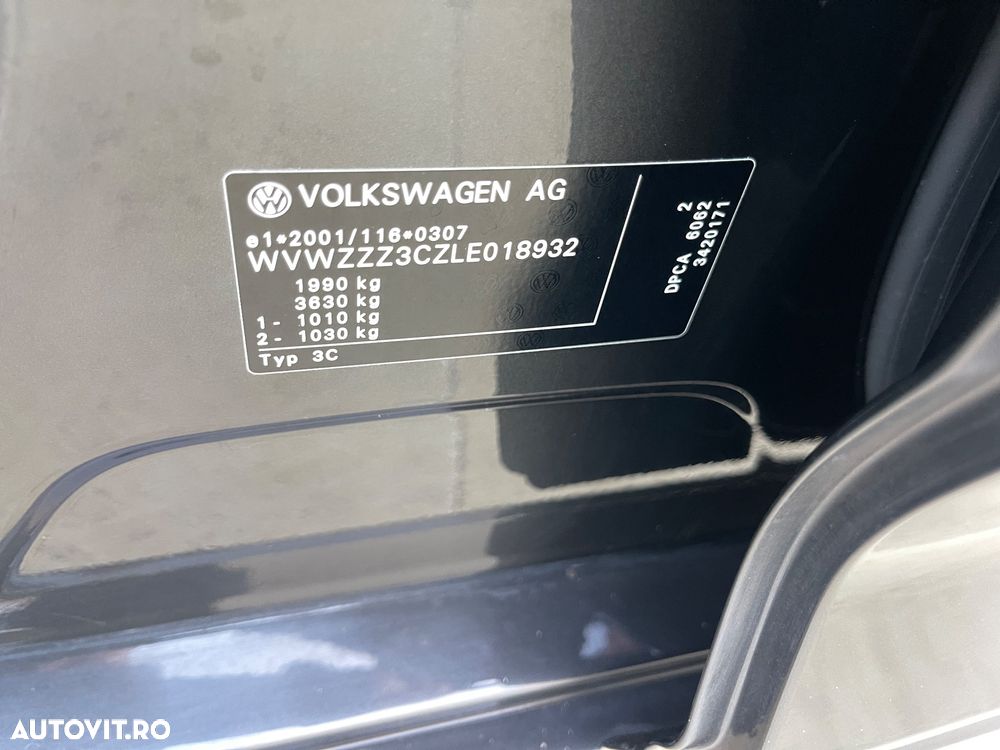 VOLKSWAGEN AG
e1*2001/116*0307
WVWZZZ3CZLE018932
1990 kg
3630 kg
1- 1010 kg
2- 1030 kg
Typ 3C
2
DPCA 6062
3420171
AUTOVIT.RO